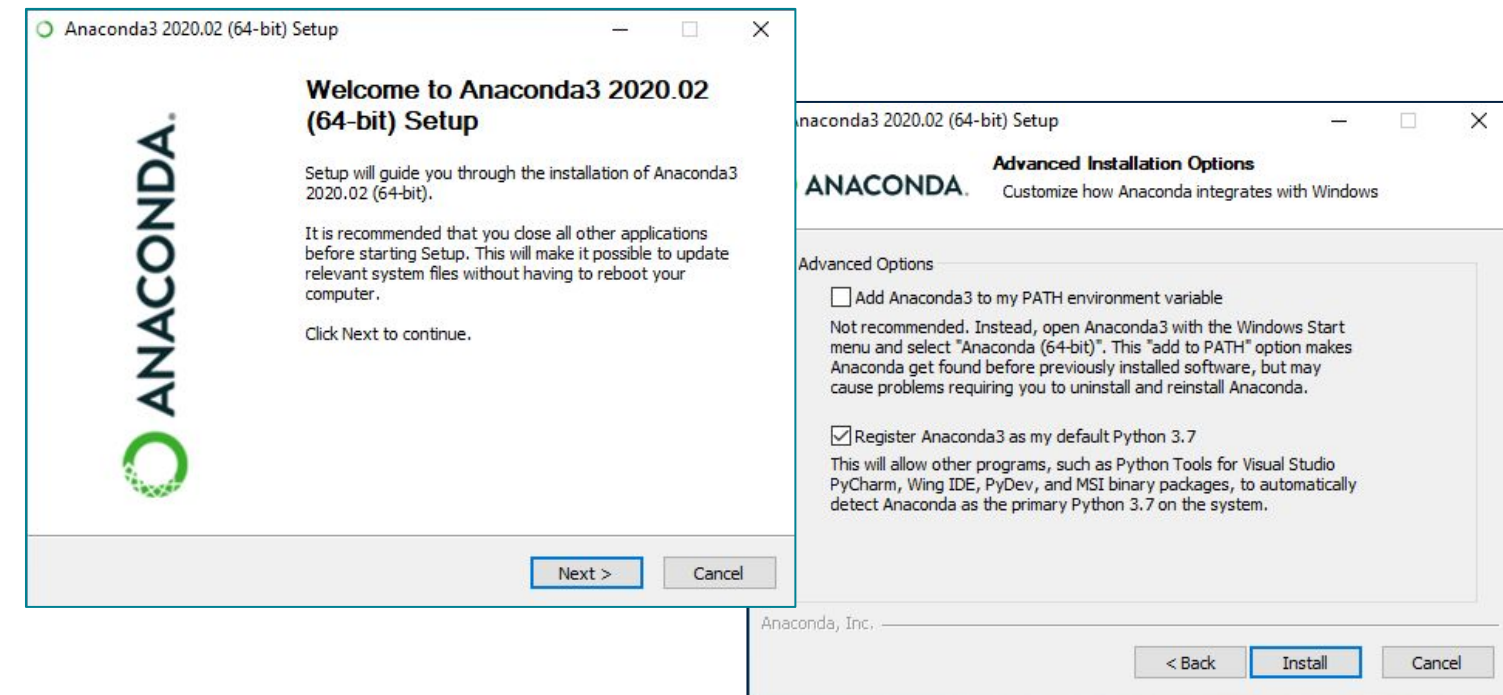 Anaconda3 2020.02 (64-bit) Setup
ANACONDA.
Welcome to Anaconda3 2020.02
(64-bit) Setup
Setup will guide you through the installation of Anaconda3
2020.02 (64-bit).
It is recommended that you close all other applications
before starting Setup. This will make it possible to update
relevant system files without having to reboot your
computer.
Click Next to continue.
Next >
Cancel
naconda3 2020.02 (64-bit) Setup
ANACONDA.
Advanced Installation Options
Customize how Anaconda integrates with Windows
Advanced Options
Add Anaconda3 to my PATH environment variable
Not recommended. Instead, open Anaconda3 with the Windows Start
menu and select "Anaconda (64-bit)". This "add to PATH" option makes
Anaconda get found before previously installed software, but may
cause problems requiring you to uninstall and reinstall Anaconda.
Register Anaconda3 as my default Python 3.7
This will allow other programs, such as Python Tools for Visual Studio
PyCharm, Wing IDE, PyDev, and MSI binary packages, to automatically
detect Anaconda as the primary Python 3.7 on the system.
Anaconda, Inc.
< Back
Install
Cancel